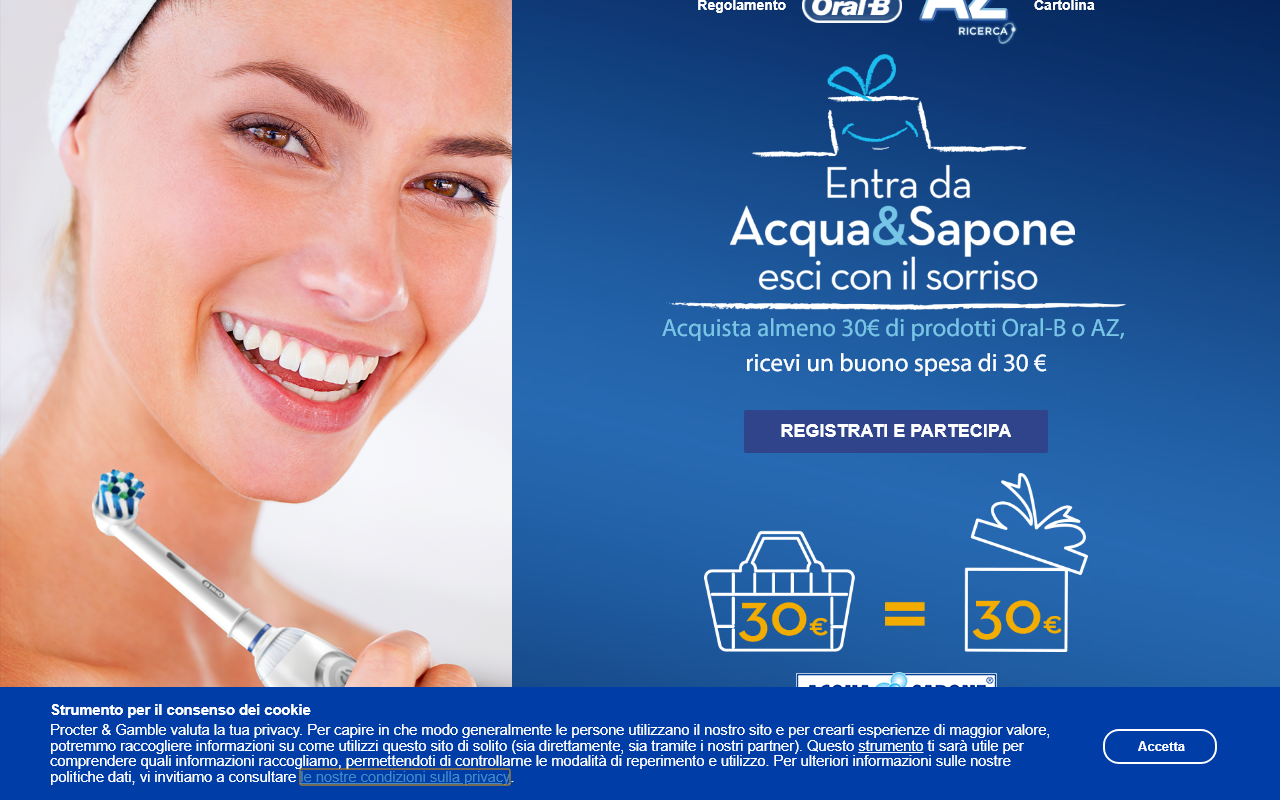 Regolamento
Oral-B
AZ
RICERCA
Cartolina
Entra da
Acqua&Sapone
esci con il sorriso
Acquista almeno 30€ di prodotti Oral-B o AZ,
ricevi un buono spesa di 30 €
REGISTRATI E PARTECIPA
30€ = 30€
ACQUA SAPONE
Strumento per il consenso dei cookie
Procter & Gamble valuta la tua privacy. Per capire in che modo generalmente le persone utilizzano il nostro sito e per crearti esperienze di maggior valore,
potremmo raccogliere informazioni su come utilizzi questo sito di solito (sia direttamente, sia tramite i nostri partner). Questo strumento ti sarà utile per
comprendere quali informazioni raccogliamo, permettendoti di controllarne le modalità di reperimento e utilizzo. Per ulteriori informazioni sulle nostre
politiche dati, vi invitiamo a consultare le nostre condizioni sulla privacy.
Accetta